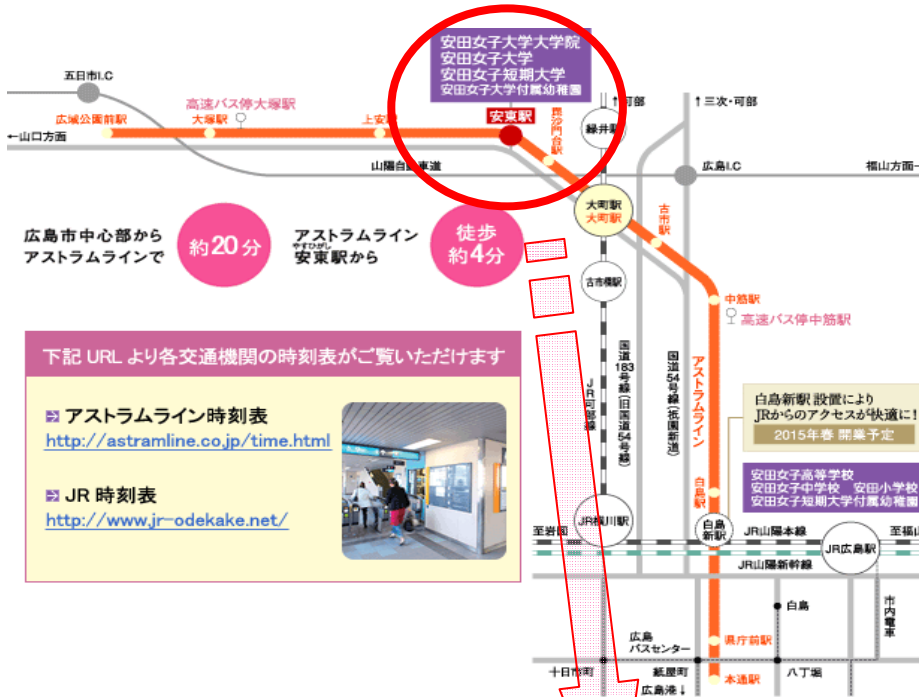 安田女子大学大学院
安田女子大学
安田女子短期大学
安田女子大学付属幼稚園
五日市I.C
高速バス停大塚駅
広域公園前駅
大塚駅
上安駅
安東駅
毘沙門台駅
↑可部
↑三次・可部
緑井駅
←山口方面
山陽自動車道
広島I.C
福山方面
大町駅
大町駅
古市駅
広島市中心部から
アストラムラインで
約20分
アストラムライン
やすひがし
安東駅から
徒歩
約4分
古市橋駅
中筋駅
高速バス停中筋駅
下記 URL より各交通機関の時刻表がご覧いただけます
アストラムライン時刻表
http://astramline.co.jp/time.html
JR 時刻表
http://www.jr-odekake.net/
JR可部線
国道183号線(旧国道54号線)
国道54号線(祇園新道)
アストラムライン
白島新駅 設置により
JRからのアクセスが快適に!
2015年春 開業予定
安田女子高等学校
安田女子中学校 安田小学校
安田女子短期大学付属幼稚園
白島駅
至岩国
JR横川駅
白島
新駅
JR山陽本線
JR広島駅
至福山
JR山陽新幹線
市内電車
白島
広島
バスセンター
県庁前駅
十日市町
紙屋町
八丁堀
本通駅
広島港↓